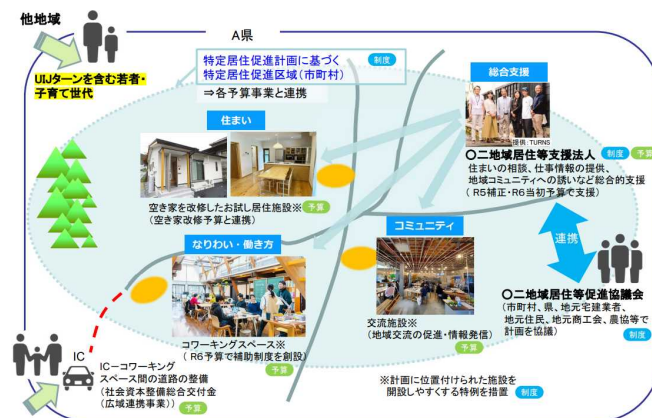 他地域
A県
UIJターンを含む若者・
子育て世代
特定居住促進計画に基づく
特定居住促進区域(市町村)
制度
⇒各予算事業と連携
総合支援
提供:TURNS
〇二地域居住等支援法人
制度
予算
住まいの相談、仕事情報の提供、
地域コミュニティへの誘いなど総合的支援
(R5補正・R6当初予算で支援)
住まい
空き家を改修したお試し居住施設※
予算
(空き家改修予算と連携)
なりわい・働き方
コワーキングスペース※
(R6予算で補助制度を創設)
予算
コミュニティ
交流施設※
(地域交流の促進・情報発信)
予算
連携
〇二地域居住等促進協議会
(市町村、県、地元宅建業者、
地元住民、地元商工会、農協等で
計画を協議)
制度
IC
IC-コワーキング
スペース間の道路の整備
(社会資本整備総合交付金
(広域連携事業))
予算
※計画に位置付けられた施設を
開設しやすくする特例を措置
制度